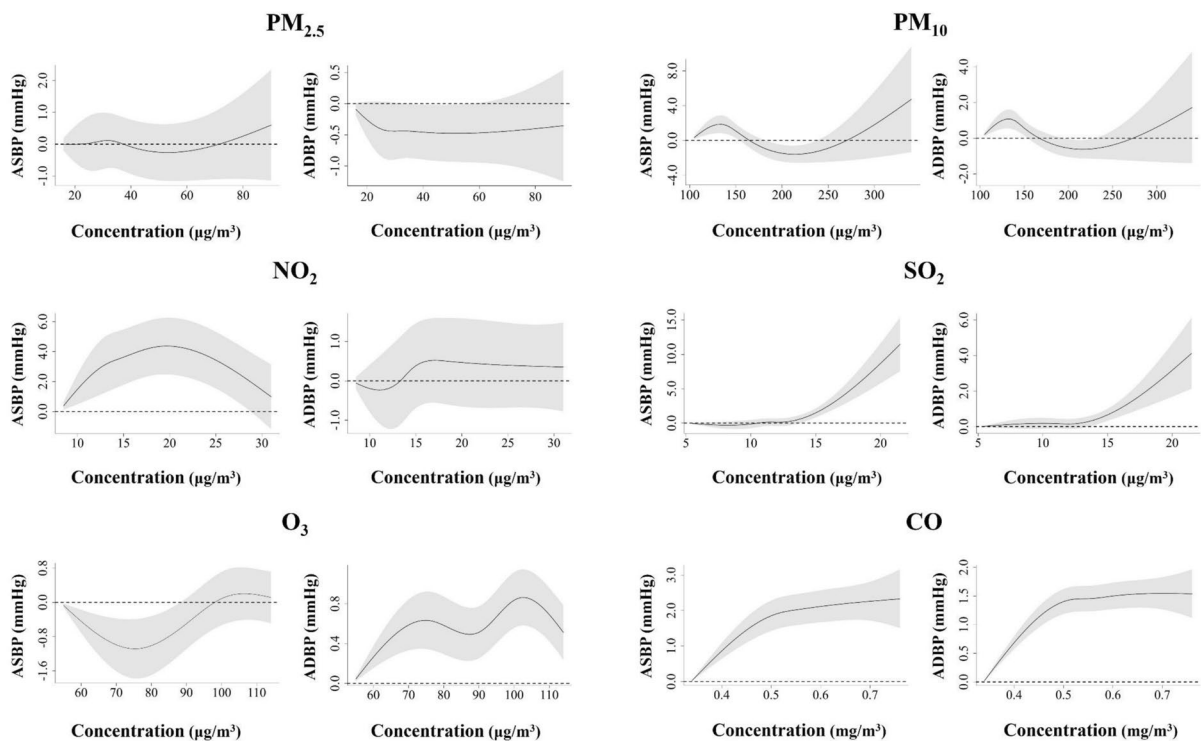 PM2.5
ASBP (mmHg)
2.0
1.0
0.0
-1.0
20 40 60 80
Concentration (µg/m³)
ADBP (mmHg)
0.5
0.0
-0.5
-1.0
20 40 60 80
Concentration (µg/m³)
PM10
ASBP (mmHg)
8.0
4.0
0.0
-4.0
100 150 200 250 300
Concentration (µg/m³)
ADBP (mmHg)
4.0
2.0
0.0
-2.0
100 150 200 250 300
Concentration (µg/m³)
NO2
ASBP (mmHg)
6.0
4.0
2.0
0.0
10 15 20 25 30
Concentration (µg/m³)
ADBP (mmHg)
1.0
0.0
-1.0
10 15 20 25 30
Concentration (µg/m³)
SO2
ASBP (mmHg)
15.0
10.0
5.0
0.0
5 10 15 20
Concentration (µg/m³)
ADBP (mmHg)
6.0
4.0
2.0
0.0
5 10 15 20
Concentration (µg/m³)
O3
ASBP (mmHg)
0.8
0.0
-0.8
-1.6
60 70 80 90 100 110
Concentration (µg/m³)
ADBP (mmHg)
0.8
0.4
0.0
60 70 80 90 100 110
Concentration (µg/m³)
CO
ASBP (mmHg)
3.0
2.0
1.0
0.0
0.4 0.5 0.6 0.7
Concentration (mg/m³)
ADBP (mmHg)
2.0
1.5
1.0
0.5
0.0
0.4 0.5 0.6 0.7
Concentration (mg/m³)